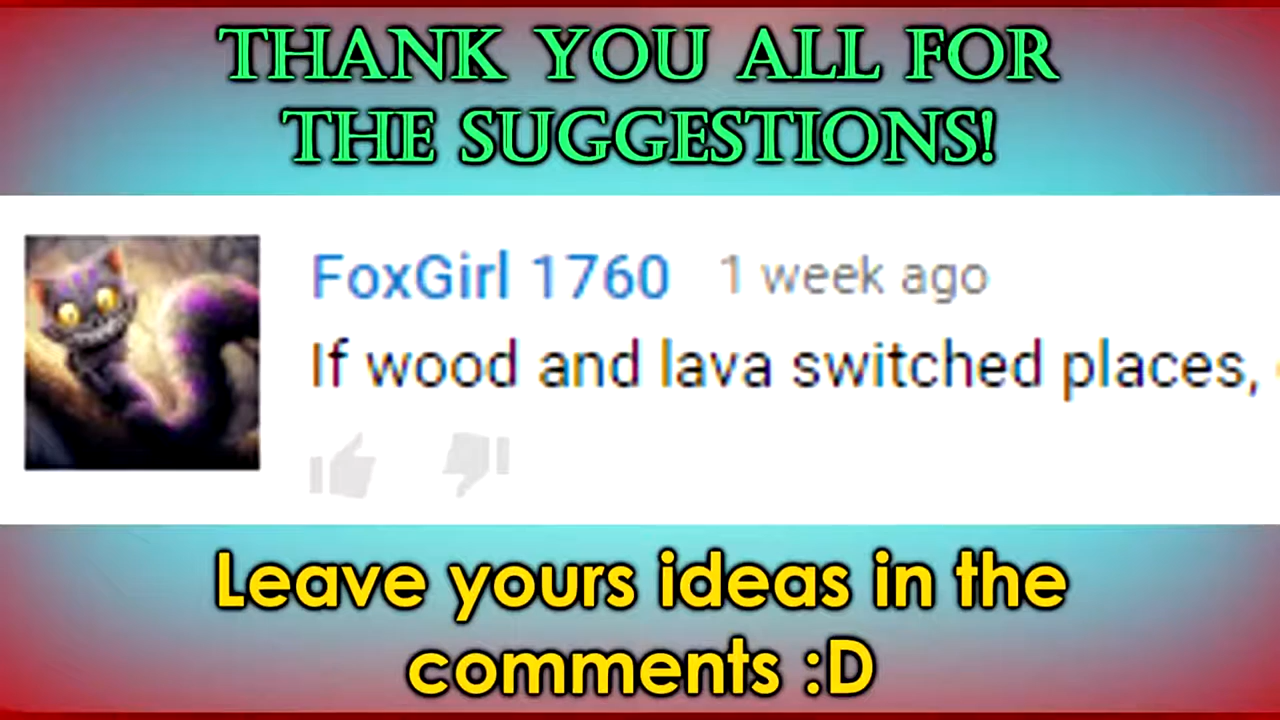 THANK YOU ALL FOR
THE SUGGESTIONS!
FoxGirl 1760 1 week ago
If wood and lava switched places,
Leave yours ideas in the
comments :D